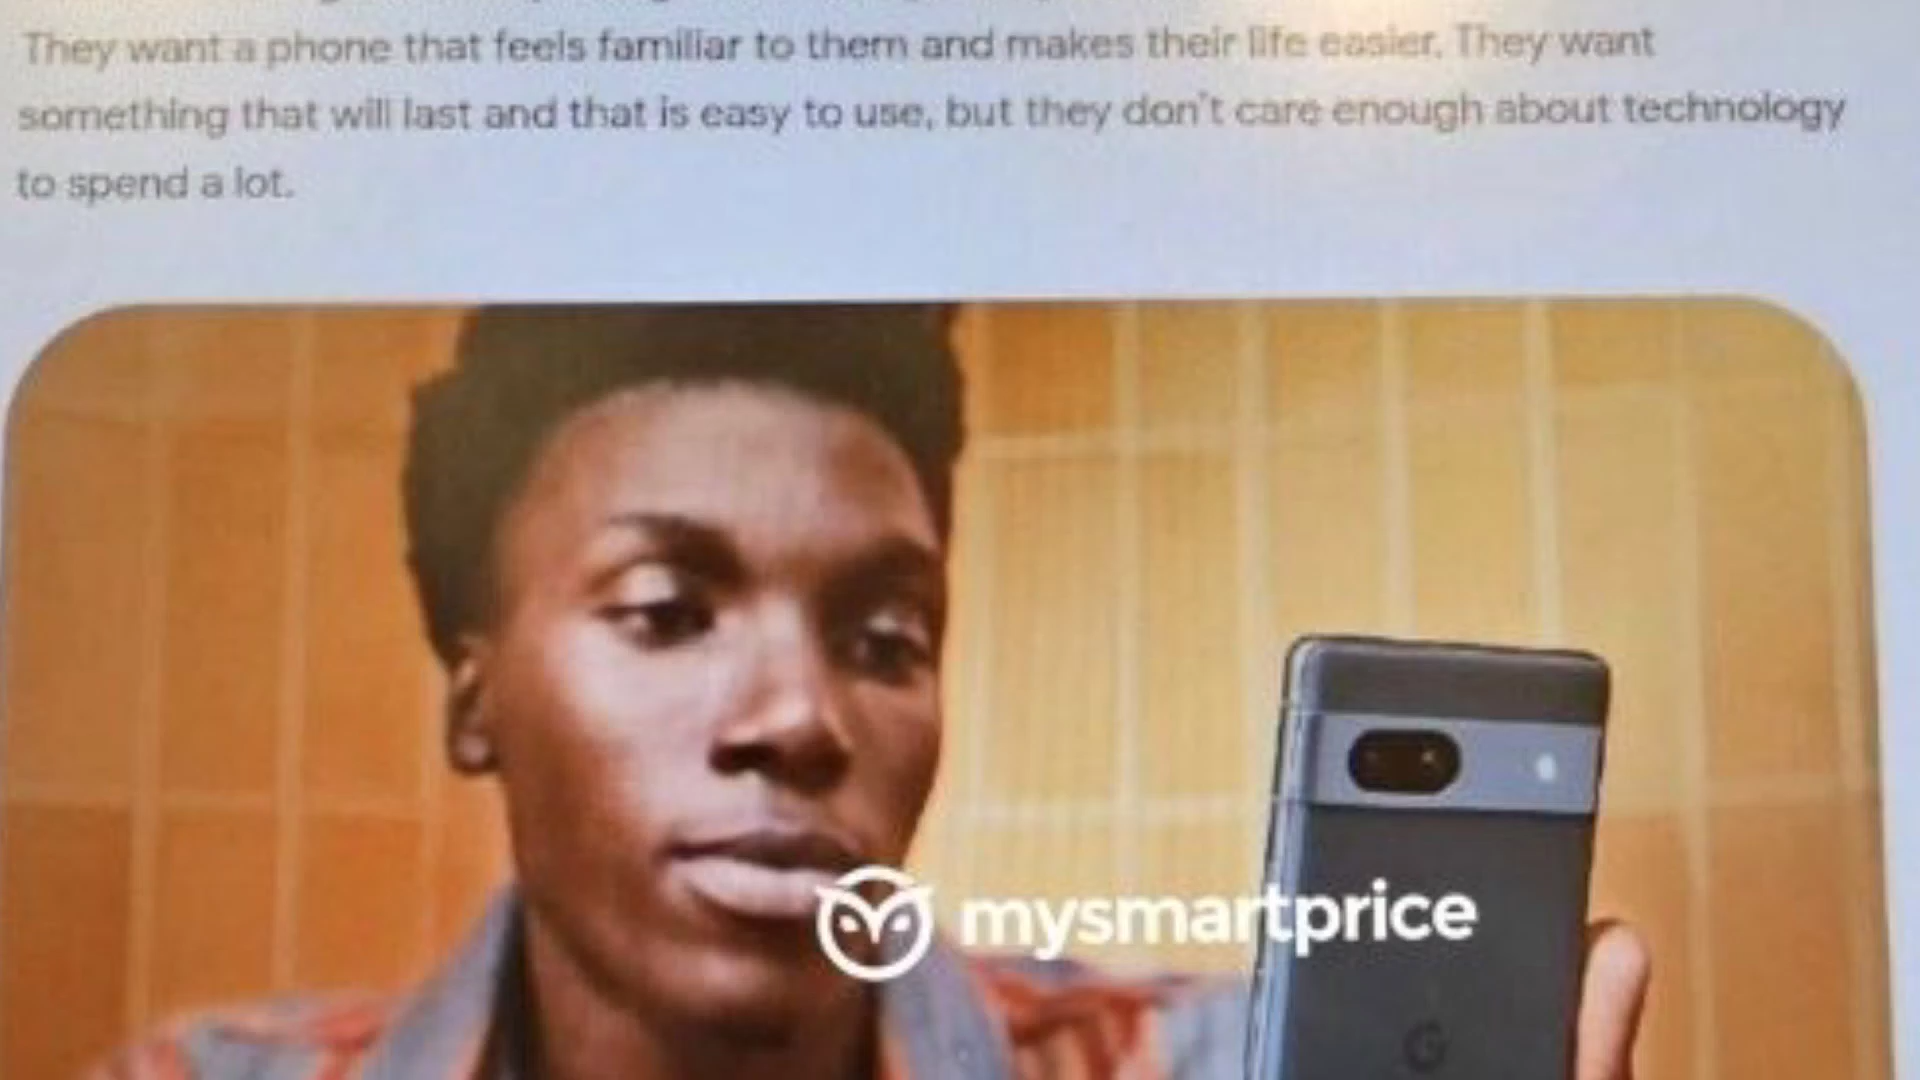 They want a phone that feels familiar to them and makes their life easier. They want
something that will last and that is easy to use, but they don't care enough about technology
to spend a lot.
mysmartprice